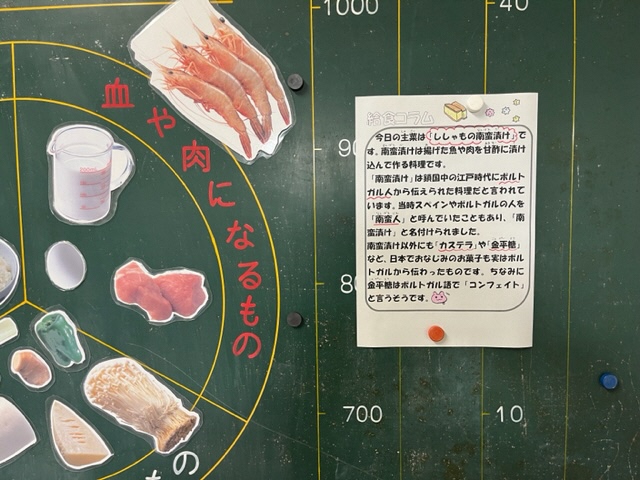 血や肉になるもの
もの
1000
900
800
700
40
10
給食コラム
今日の主菜は「ししゃもの南蛮漬け」で
す。南蛮漬けは揚げた魚や肉を甘酢に漬け
込んで作る料理です。
「南蛮漬け」は鎖国中の江戸時代にポルト
ガル人から伝えられた料理だと言われて
います。当時スペインやポルトガルの人を
「南蛮人」と呼んでいたこともあり、「南
蛮漬け」と名付けられました。
南蛮漬け以外にも「カステラ」や「金平糖」
など、日本でおなじみのお菓子も実はポル
トガルから伝わったものです。ちなみに
金平糖はポルトガル語で「コンフェイト」
と言うそうです。